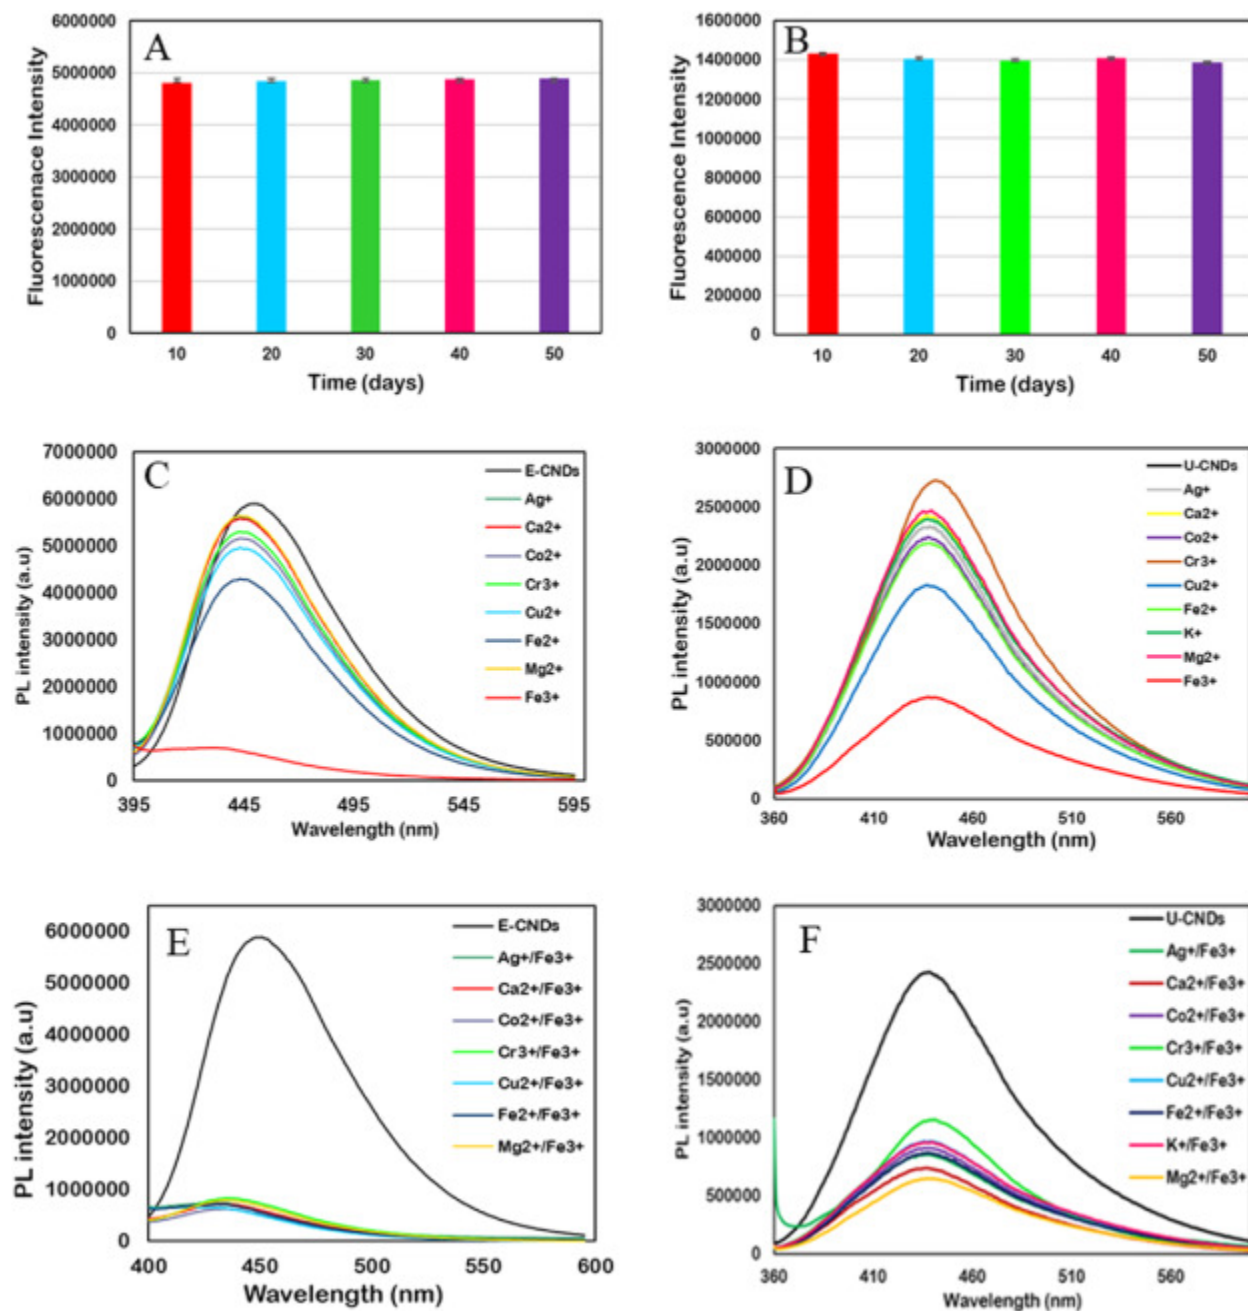 A
Fluorescenace Intensity
6000000
5000000
4000000
3000000
2000000
1000000
0
10 20 30 40 50
Time (days)
B
Fluorescence Intensity
1600000
1400000
1200000
1000000
800000
600000
400000
200000
0
10 20 30 40 50
Time (days)
C
PL intensity (a.u)
7000000
6000000
5000000
4000000
3000000
2000000
1000000
0
395 445 495 545 595
Wavelength (nm)
E-CNDs
Ag+
Ca2+
Co2+
Cr3+
Cu2+
Fe2+
Mg2+
Fe3+
D
PL intensity (a.u)
3000000
2500000
2000000
1500000
1000000
500000
0
360 410 460 510 560
Wavelength (nm)
U-CNDs
Ag+
Ca2+
Co2+
Cr3+
Cu2+
Fe2+
K+
Mg2+
Fe3+
E
PL intensity (a.u)
6000000
5000000
4000000
3000000
2000000
1000000
0
400 450 500 550 600
Wavelength (nm)
E-CNDs
Ag+/Fe3+
Ca2+/Fe3+
Co2+/Fe3+
Cr3+/Fe3+
Cu2+/Fe3+
Fe2+/Fe3+
Mg2+/Fe3+
F
PL intensity (a.u)
3000000
2500000
2000000
1500000
1000000
500000
0
360 410 460 510 560
Wavelength (nm)
U-CNDs
Ag+/Fe3+
Ca2+/Fe3+
Co2+/Fe3+
Cr3+/Fe3+
Cu2+/Fe3+
Fe2+/Fe3+
K+/Fe3+
Mg2+/Fe3+